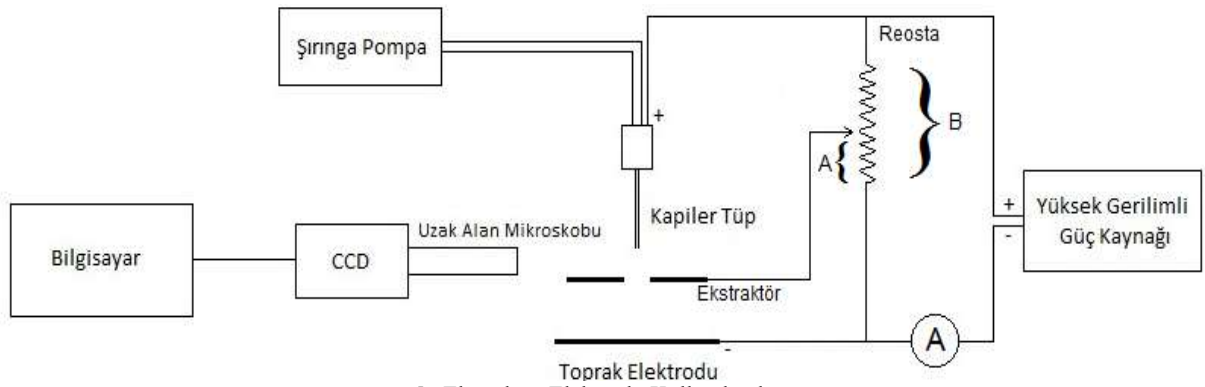 Şırınga Pompa
Reosta
+
B
A
Kapiler Tüp
+
-
Yüksek Gerilimli
Güç Kaynağı
Uzak Alan Mikroskobu
Bilgisayar
CCD
Ekstraktör
A
-
Toprak Elektrodu